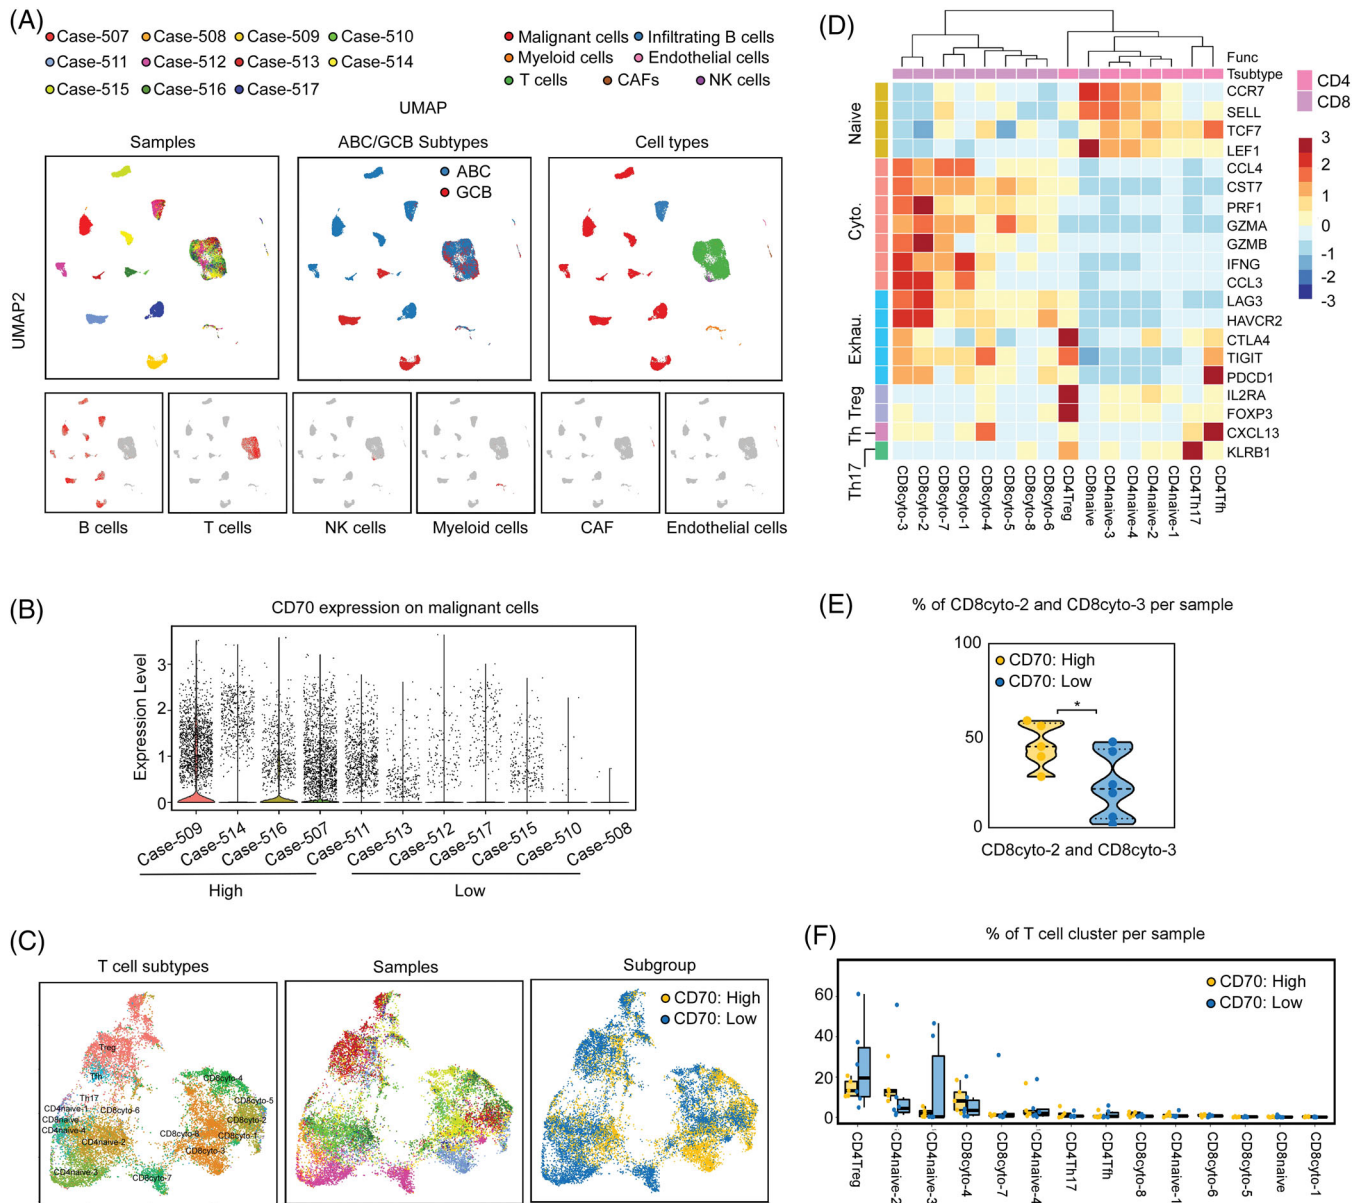 (A)
Case-507 Case-508 Case-509 Case-510
Case-511 Case-512 Case-513 Case-514
Case-515 Case-516 Case-517
Malignant cells Infiltrating B cells
Myeloid cells Endothelial cells
T cells CAFs NK cells
UMAP
Samples ABC/GCB Subtypes Cell types
ABC
GCB
UMAP2
B cells T cells NK cells Myeloid cells CAF Endothelial cells
(B)
CD70 expression on malignant cells
Expression Level
3
2
1
0
Case-509 Case-514 Case-516 Case-507 Case-511 Case-513 Case-512 Case-517 Case-515 Case-510 Case-508
High Low
(C)
T cell subtypes Samples Subgroup
Treg
Tfh
Th17
CD4naive-1
CD8cyto-6
CD8naive
CD4naive-4
CD4naive-2
CD4naive-3
CD8cyto-7
CD8cyto-4
CD8cyto-5
CD8cyto-2
CD8cyto-1
CD8cyto-8
CD8cyto-3
CD70: High
CD70: Low
(D)
Func
Tsubtype
CD4
CD8
Naive
Cyto.
Exhau.
Treg
Th
Th17
CCR7
SELL
TCF7
LEF1
CCL4
CST7
PRF1
GZMA
GZMB
IFNG
CCL3
LAG3
HAVCR2
CTLA4
TIGIT
PDCD1
IL2RA
FOXP3
CXCL13
KLRB1
3
2
1
0
-1
-2
-3
CD8cyto-3 CD8cyto-2 CD8cyto-7 CD8cyto-1 CD8cyto-4 CD8cyto-5 CD8cyto-8 CD8cyto-6 CD4Treg CD8naive CD4naive-3 CD4naive-4 CD4naive-2 CD4naive-1 CD4Th17 CD4Tfh
(E)
% of CD8cyto-2 and CD8cyto-3 per sample
100
50
0
CD70: High
CD70: Low
*
CD8cyto-2 and CD8cyto-3
(F)
% of T cell cluster per sample
60
40
20
0
CD70: High
CD70: Low
CD4Treg CD4naive-2 CD4naive-3 CD8cyto-4 CD8cyto-7 CD4naive-4 CD4Th17 CD4Tfh CD8cyto-8 CD4naive-1 CD8cyto-6 CD8cyto-5 CD8naive CD8cyto-1